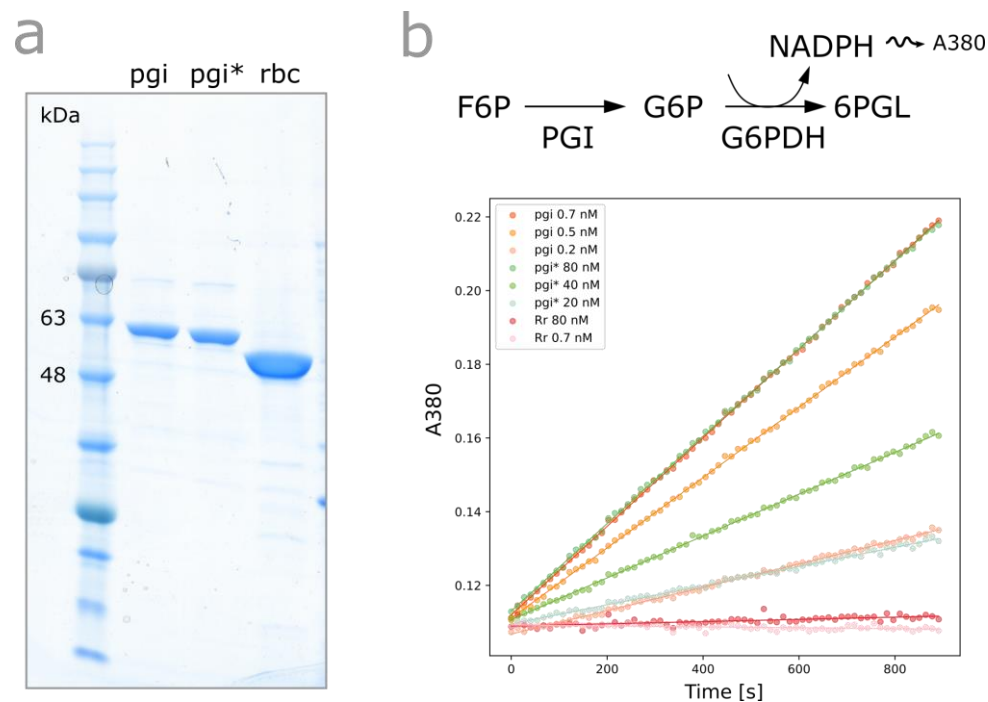 a
pgi pgi* rbc
kDa
63
48
b
NADPH A380
F6P G6P 6PGL
PGI G6PDH
A380
0.22
0.20
0.18
0.16
0.14
0.12
pgi 0.7 nM
pgi 0.5 nM
pgi 0.2 nM
pgi* 80 nM
pgi* 40 nM
pgi* 20 nM
Rr 80 nM
Rr 0.7 nM
0 200 400 600 800
Time [s]